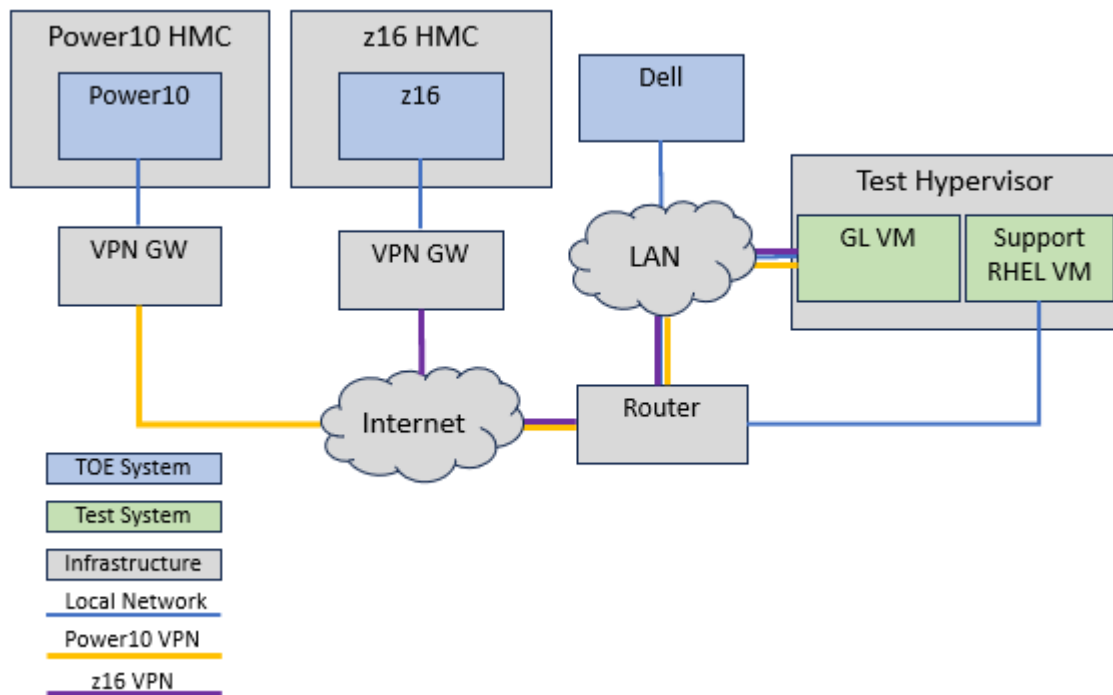 Power10 HMC
Power10
z16 HMC
z16
Dell
Test Hypervisor
GL VM
Support
RHEL VM
VPN GW
VPN GW
LAN
Internet
Router
TOE System
Test System
Infrastructure
Local Network
Power10 VPN
z16 VPN